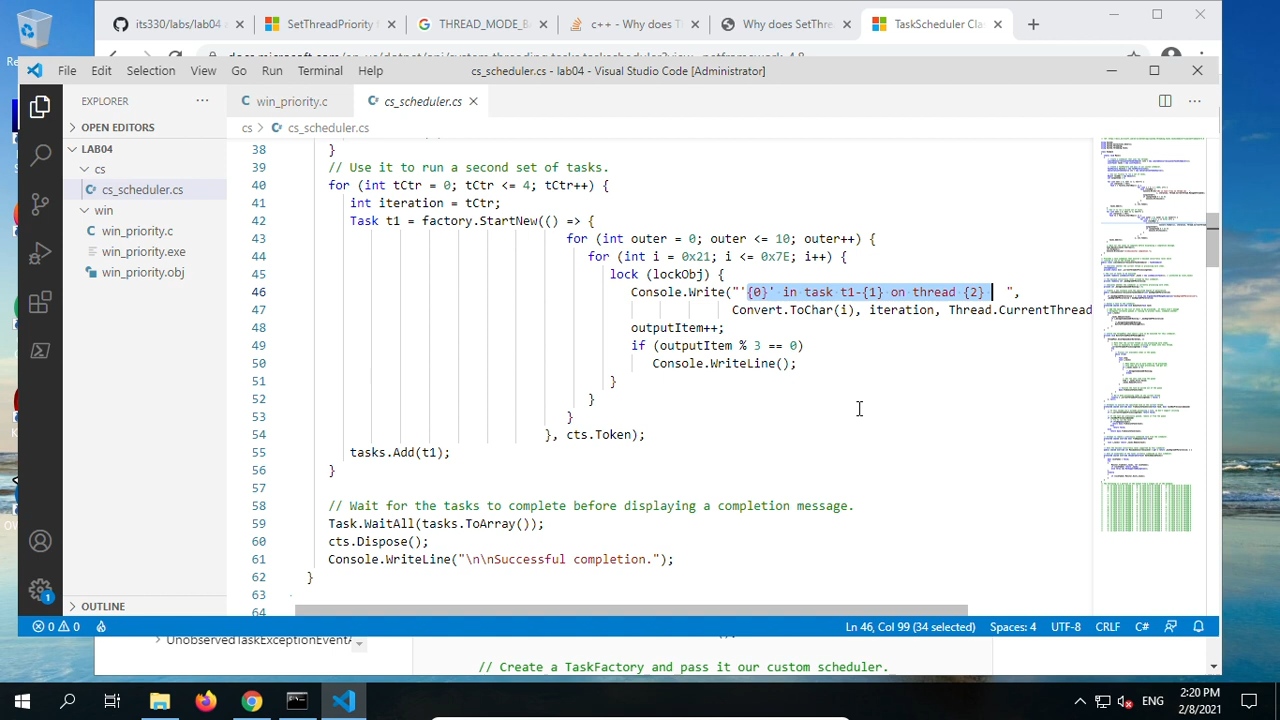 its330/labs/lab04
SetThreadPriority f
THREAD_MODE_B
c++ - Why does T
Why does SetThre
TaskScheduler Cla
File Edit Selection View Go Run Terminal Help
cs_scheduler.cs - lab04 - Visual Studio Code [Administrator]
EXPLORER
win_priority.c
cs_scheduler.cs
OPEN EDITORS
cs > cs_scheduler.cs
LAB04
cs
cs_scheduler.cs
win
win_priority.c
win_priority.exe
win_priority.obj
OUTLINE
38 }
39 // Use it to run a second set of tasks.
40 for (int tCtr = 0; tCtr <= 4; tCtr++) {
41 int iteration = tCtr;
42 Task t1 = factory.StartNew(() => {
43 for (int outer = 0; outer <= 10; outer++) {
44 for (int i = 0x21; i <= 0x7E; i++) {
45 lock (lockObj) {
46 Console.Write("'{0}' in task t1-{1} on thread {2}   ",
47 Convert.ToChar(i), iteration, Thread.CurrentThread
48 outputItem++;
49 if (outputItem % 3 == 0)
50 Console.WriteLine();
51 }
52 }
53 }
54 }, cts.Token);
55 tasks.Add(t1);
56 }
57
58 // Wait for the tasks to complete before displaying a completion message.
59 Task.WaitAll(tasks.ToArray());
60 cts.Dispose();
61 Console.WriteLine("\n\nSuccessful completion.");
62 }
63
64
1
0 0 0
Ln 46, Col 99 (34 selected) Spaces: 4 UTF-8 CRLF C#
UnobservedTaskExceptionEventA
// Create a TaskFactory and pass it our custom scheduler.
ENG
2:20 PM
2/8/2021